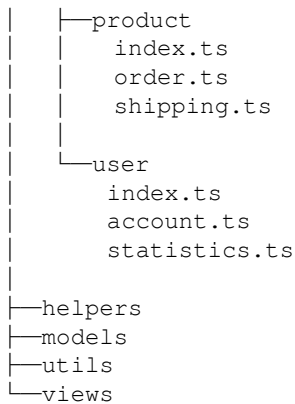 product
index.ts
order.ts
shipping.ts
user
index.ts
account.ts
statistics.ts
helpers
models
utils
views